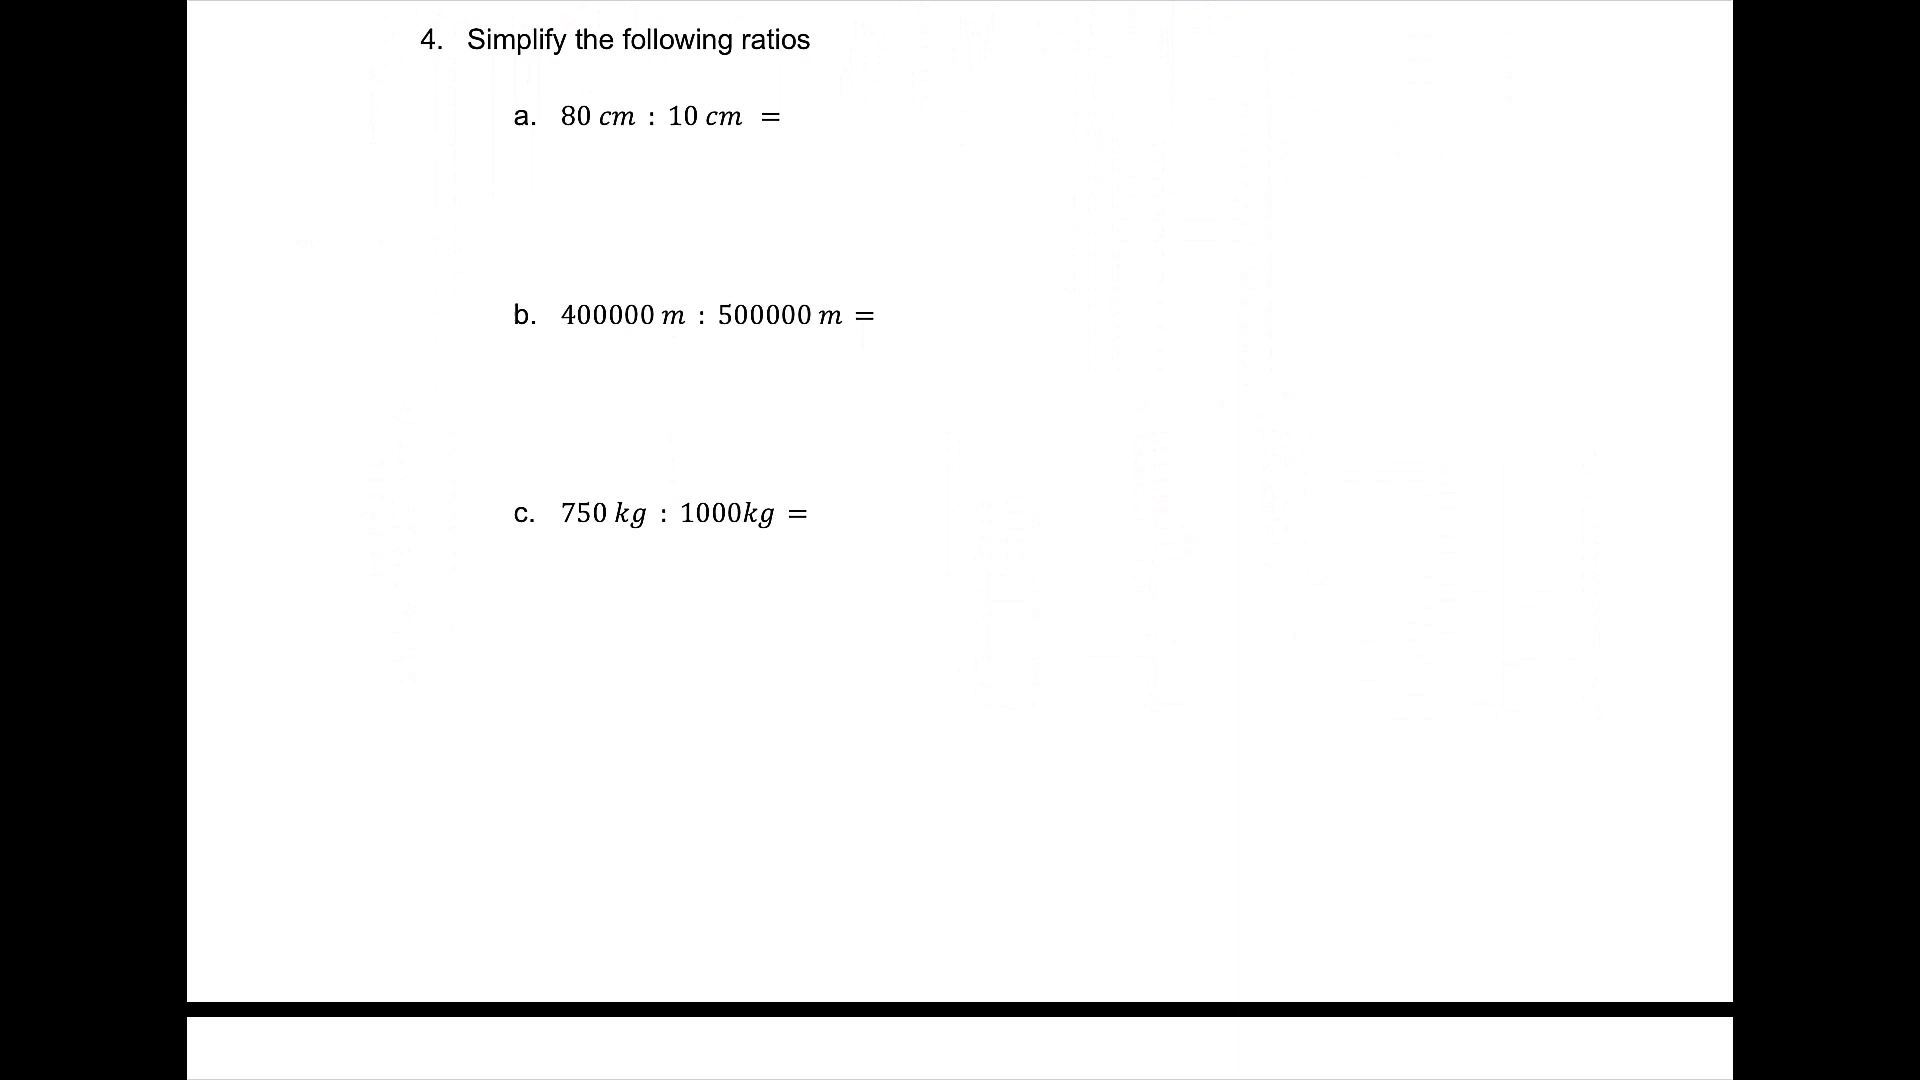 4. Simplify the following ratios
a. 80 cm : 10 cm =
b. 400000 m : 500000 m =
c. 750 kg : 1000kg =